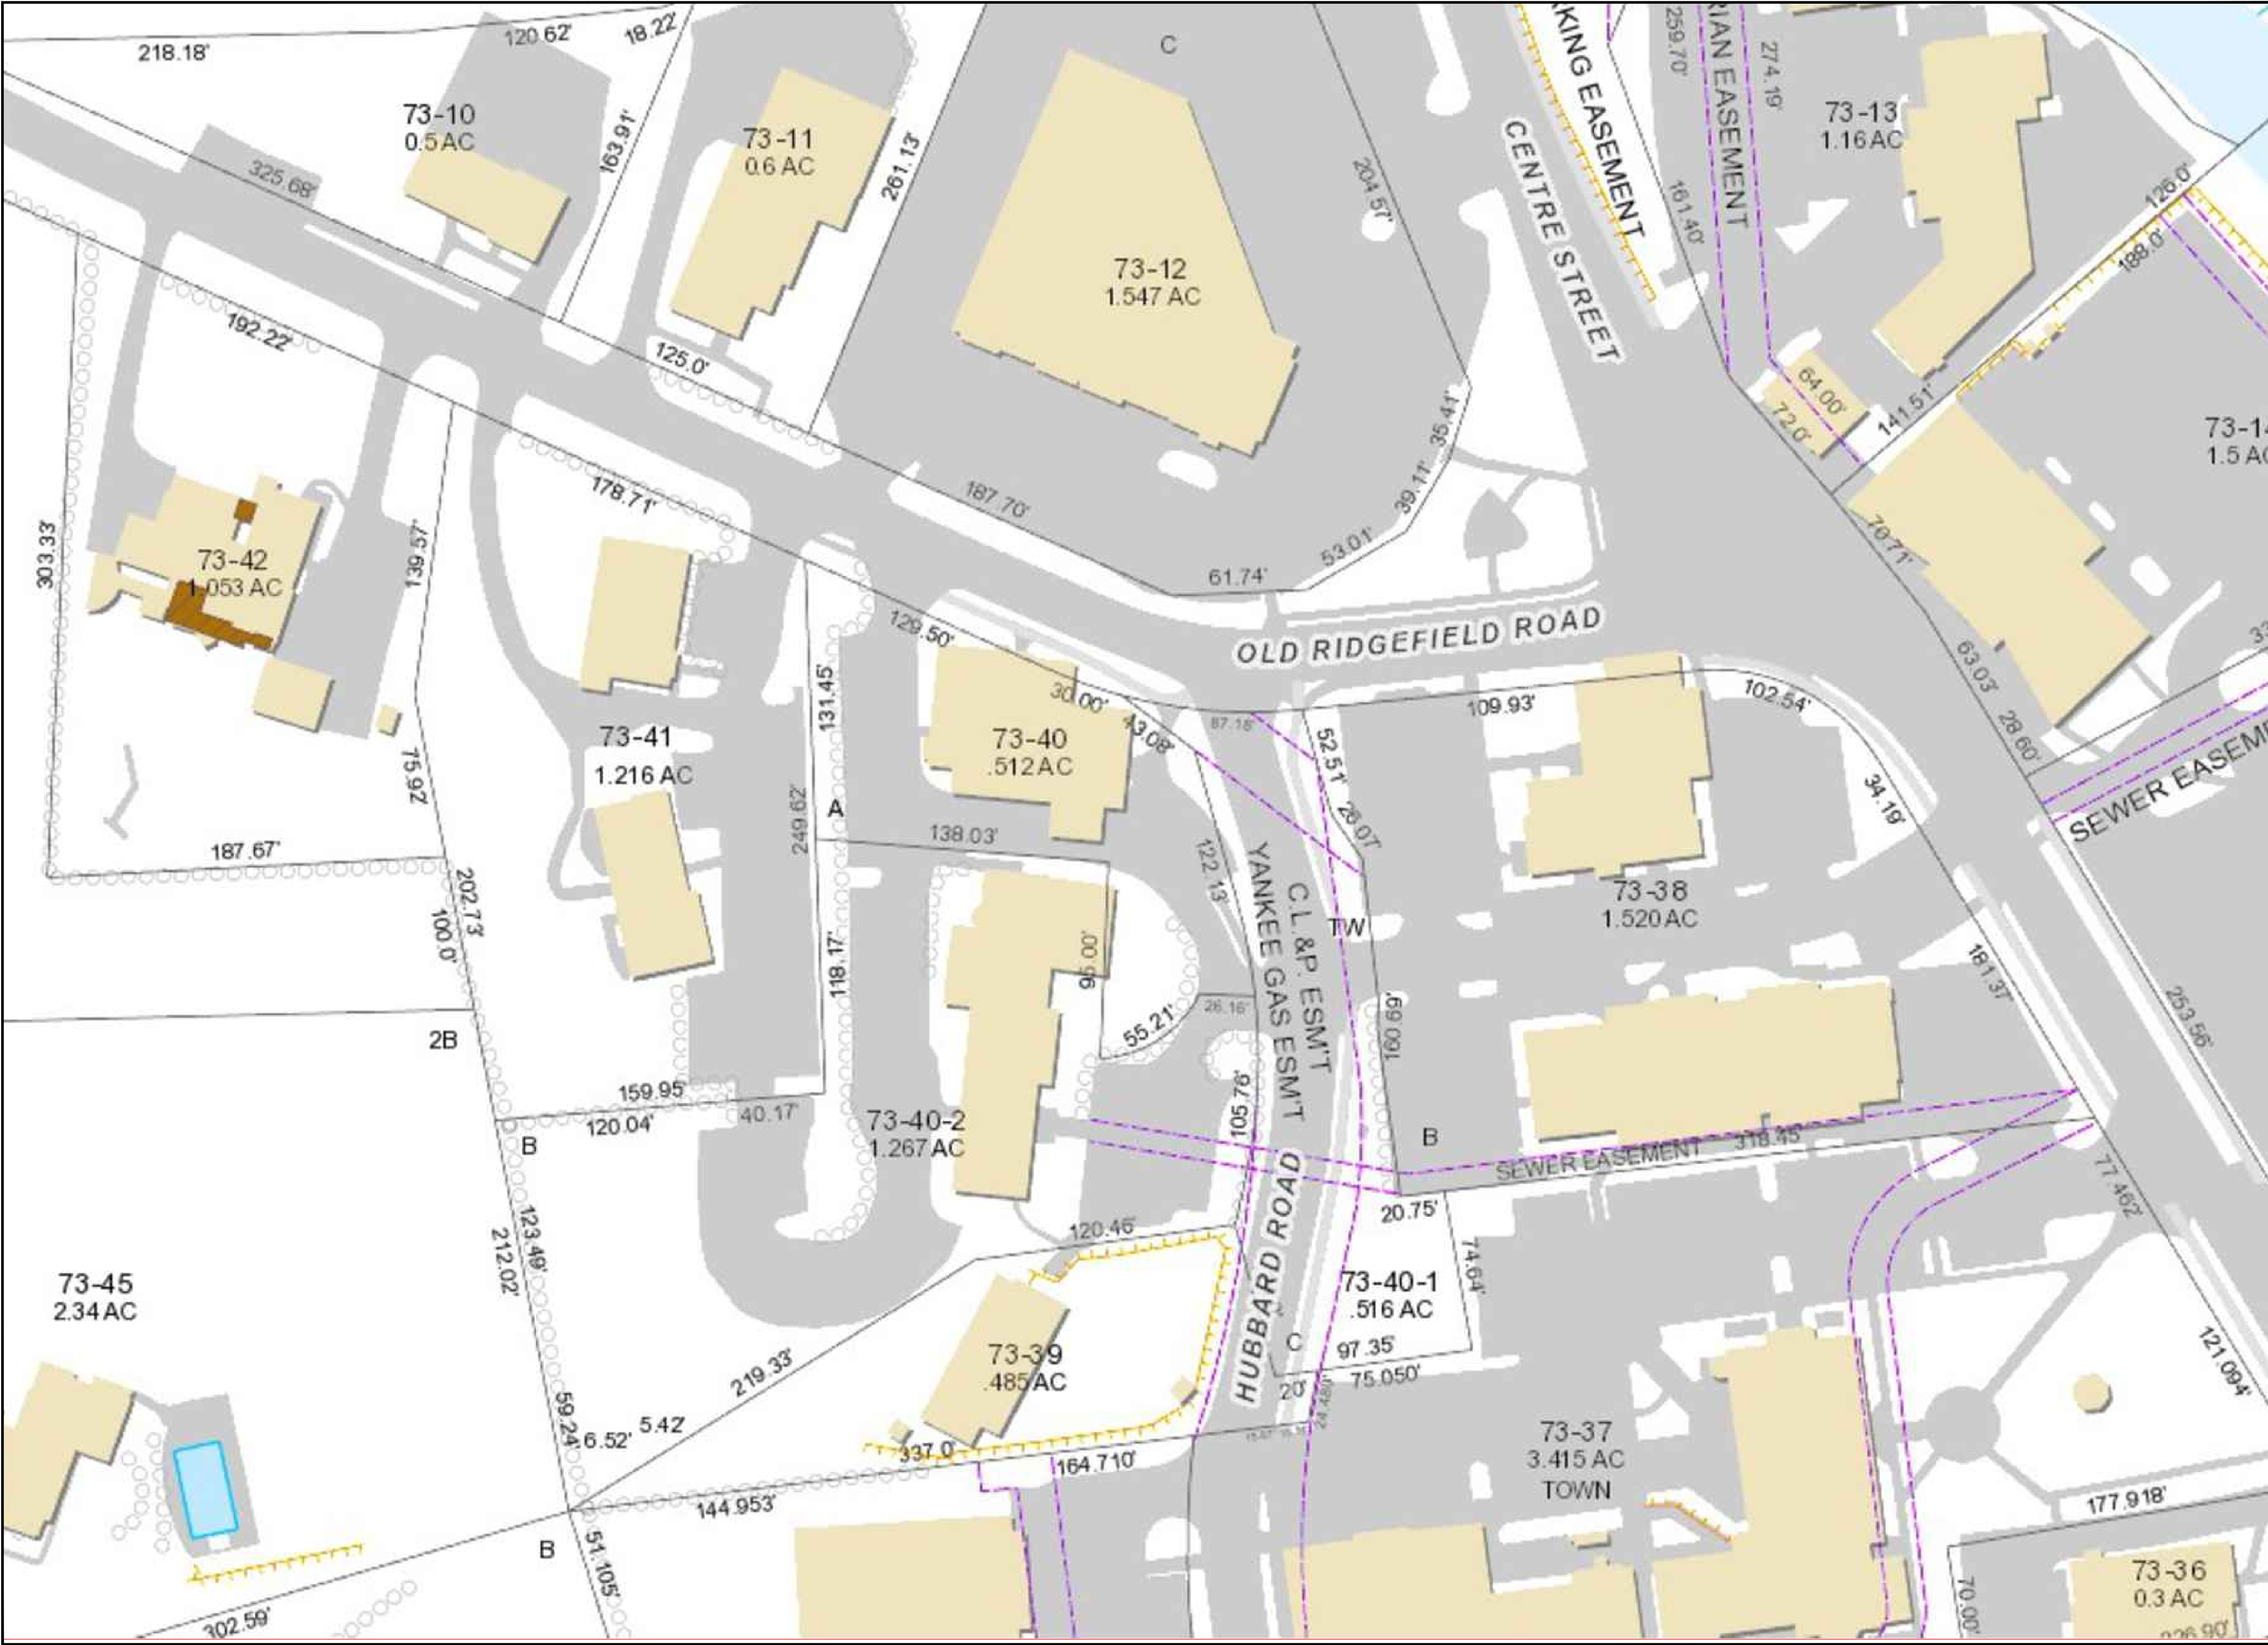 218.18'
120.62'
18.22'
C
KING EASEMENT
259.70'
RIAN EASEMENT
274.19'
73-10
0.5 AC
163.91'
73-11
0.6 AC
261.13'
204.57'
CENTRE STREET
73-13
1.16 AC
325.68'
161.40'
126.0'
188.0'
73-12
1.547 AC
192.22'
125.0'
64.00'
72.0'
141.51'
35.41'
39.11'
73-14
1.5 AC
178.71'
187.70'
53.01'
61.74'
70.71'
303.33'
139.57'
73-42
1.053 AC
129.50'
OLD RIDGEFIELD ROAD
63.03'
28.60'
131.45'
30.00'
43.08'
87.16'
109.93'
102.54'
52.51'
26.07'
34.19'
73-41
1.216 AC
73-40
.512 AC
75.92'
249.62'
A
138.03'
SEWER EASEM
187.67'
202.73'
100.0'
122.13'
YANKEE GAS ESM'T
C.L.&P. ESM'T
TW
73-38
1.520 AC
118.17'
95.00'
26.16'
55.21'
160.69'
181.37'
253.56'
2B
159.95'
120.04'
40.17'
B
73-40-2
1.267 AC
105.76'
B
SEWER EASEMENT
318.45'
77.462'
HUBBARD ROAD
20.75'
123.49'
212.02'
120.46'
74.64'
73-45
2.34 AC
73-40-1
.516 AC
219.33'
73-39
.485 AC
C
97.35'
20'
75.050'
24.480'
121.094'
59.24'
6.52'
5.42'
337.0'
164.710'
73-37
3.415 AC
TOWN
144.953'
177.918'
B
51.105'
302.59'
70.00'
73-36
0.3 AC